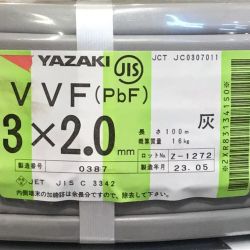 YAZAKI JIS JCT JC0307011
VVF(PbF)
3×2.0mm
長さ 100m
概算質量 16kg
灰
ロットNo. Z-1272
製造番号 0387
製造年月 23.05
JET JIS C 3342